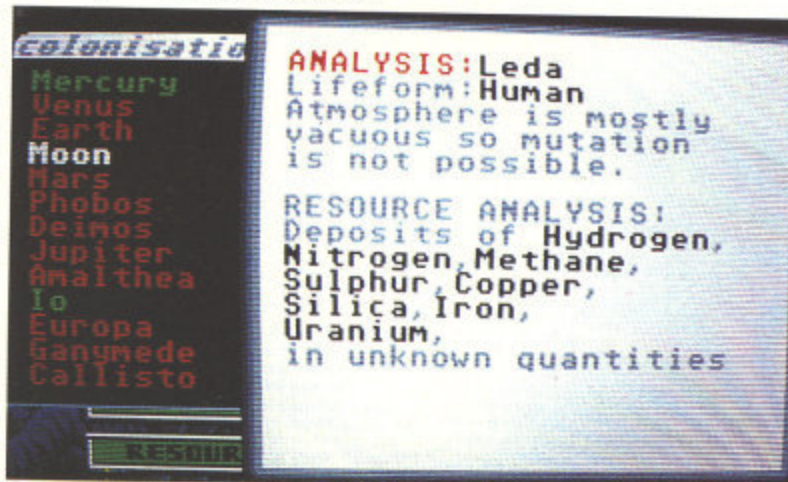 colonisatio
Mercury
Venus
Earth
Moon
Mars
Phobos
Deimos
Jupiter
Amalthea
Io
Europa
Ganymede
Callisto
RESOUR
ANALYSIS:Leda
Lifeform:Human
Atmosphere is mostly
vacuous so mutation
is not possible.
RESOURCE ANALYSIS:
Deposits of Hydrogen,
Nitrogen,Methane,
Sulphur,Copper,
Silica,Iron,
Uranium,
in unknown quantities